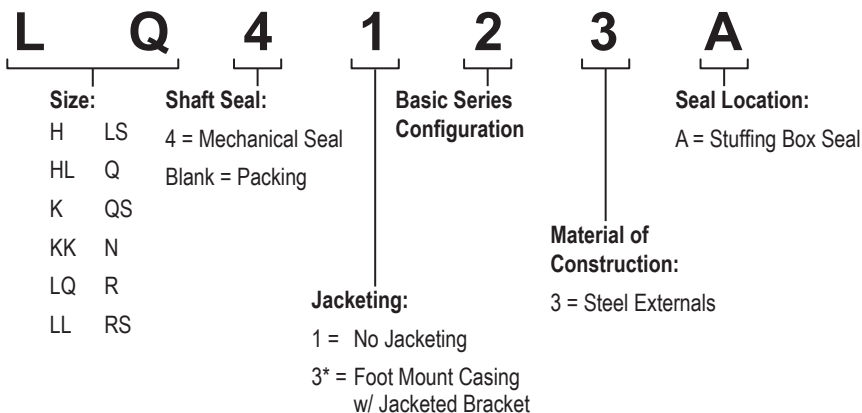 L Q 4 1 2 3 A
Size:
H LS
HL Q
K QS
KK N
LQ R
LL RS
Shaft Seal:
4 = Mechanical Seal
Blank = Packing
Jacketing:
1 = No Jacketing
3* = Foot Mount Casing
w/ Jacketed Bracket
Basic Series
Configuration
Material of
Construction:
3 = Steel Externals
Seal Location:
A = Stuffing Box Seal